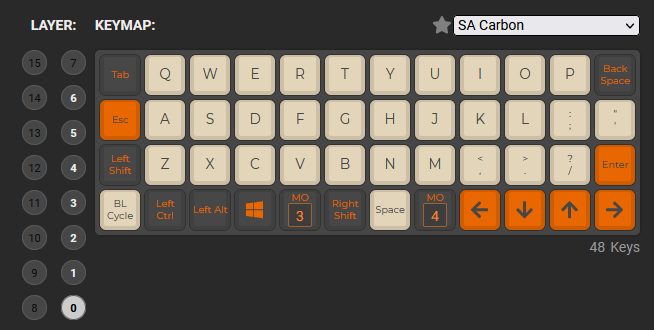 LAYER: KEYMAP: SA Carbon
15 7 Tab Q W E R T Y U I O P Back Space
14 6 Esc A S D F G H J K L : ; " '
13 5
12 4 Left Shift Z X C V B N M < , > . ? / Enter
11 3 BL Cycle Left Ctrl Left Alt MO 3 Right Shift Space MO 4 ← ↓ ↑ →
10 2 48 Keys
9 1
8 0